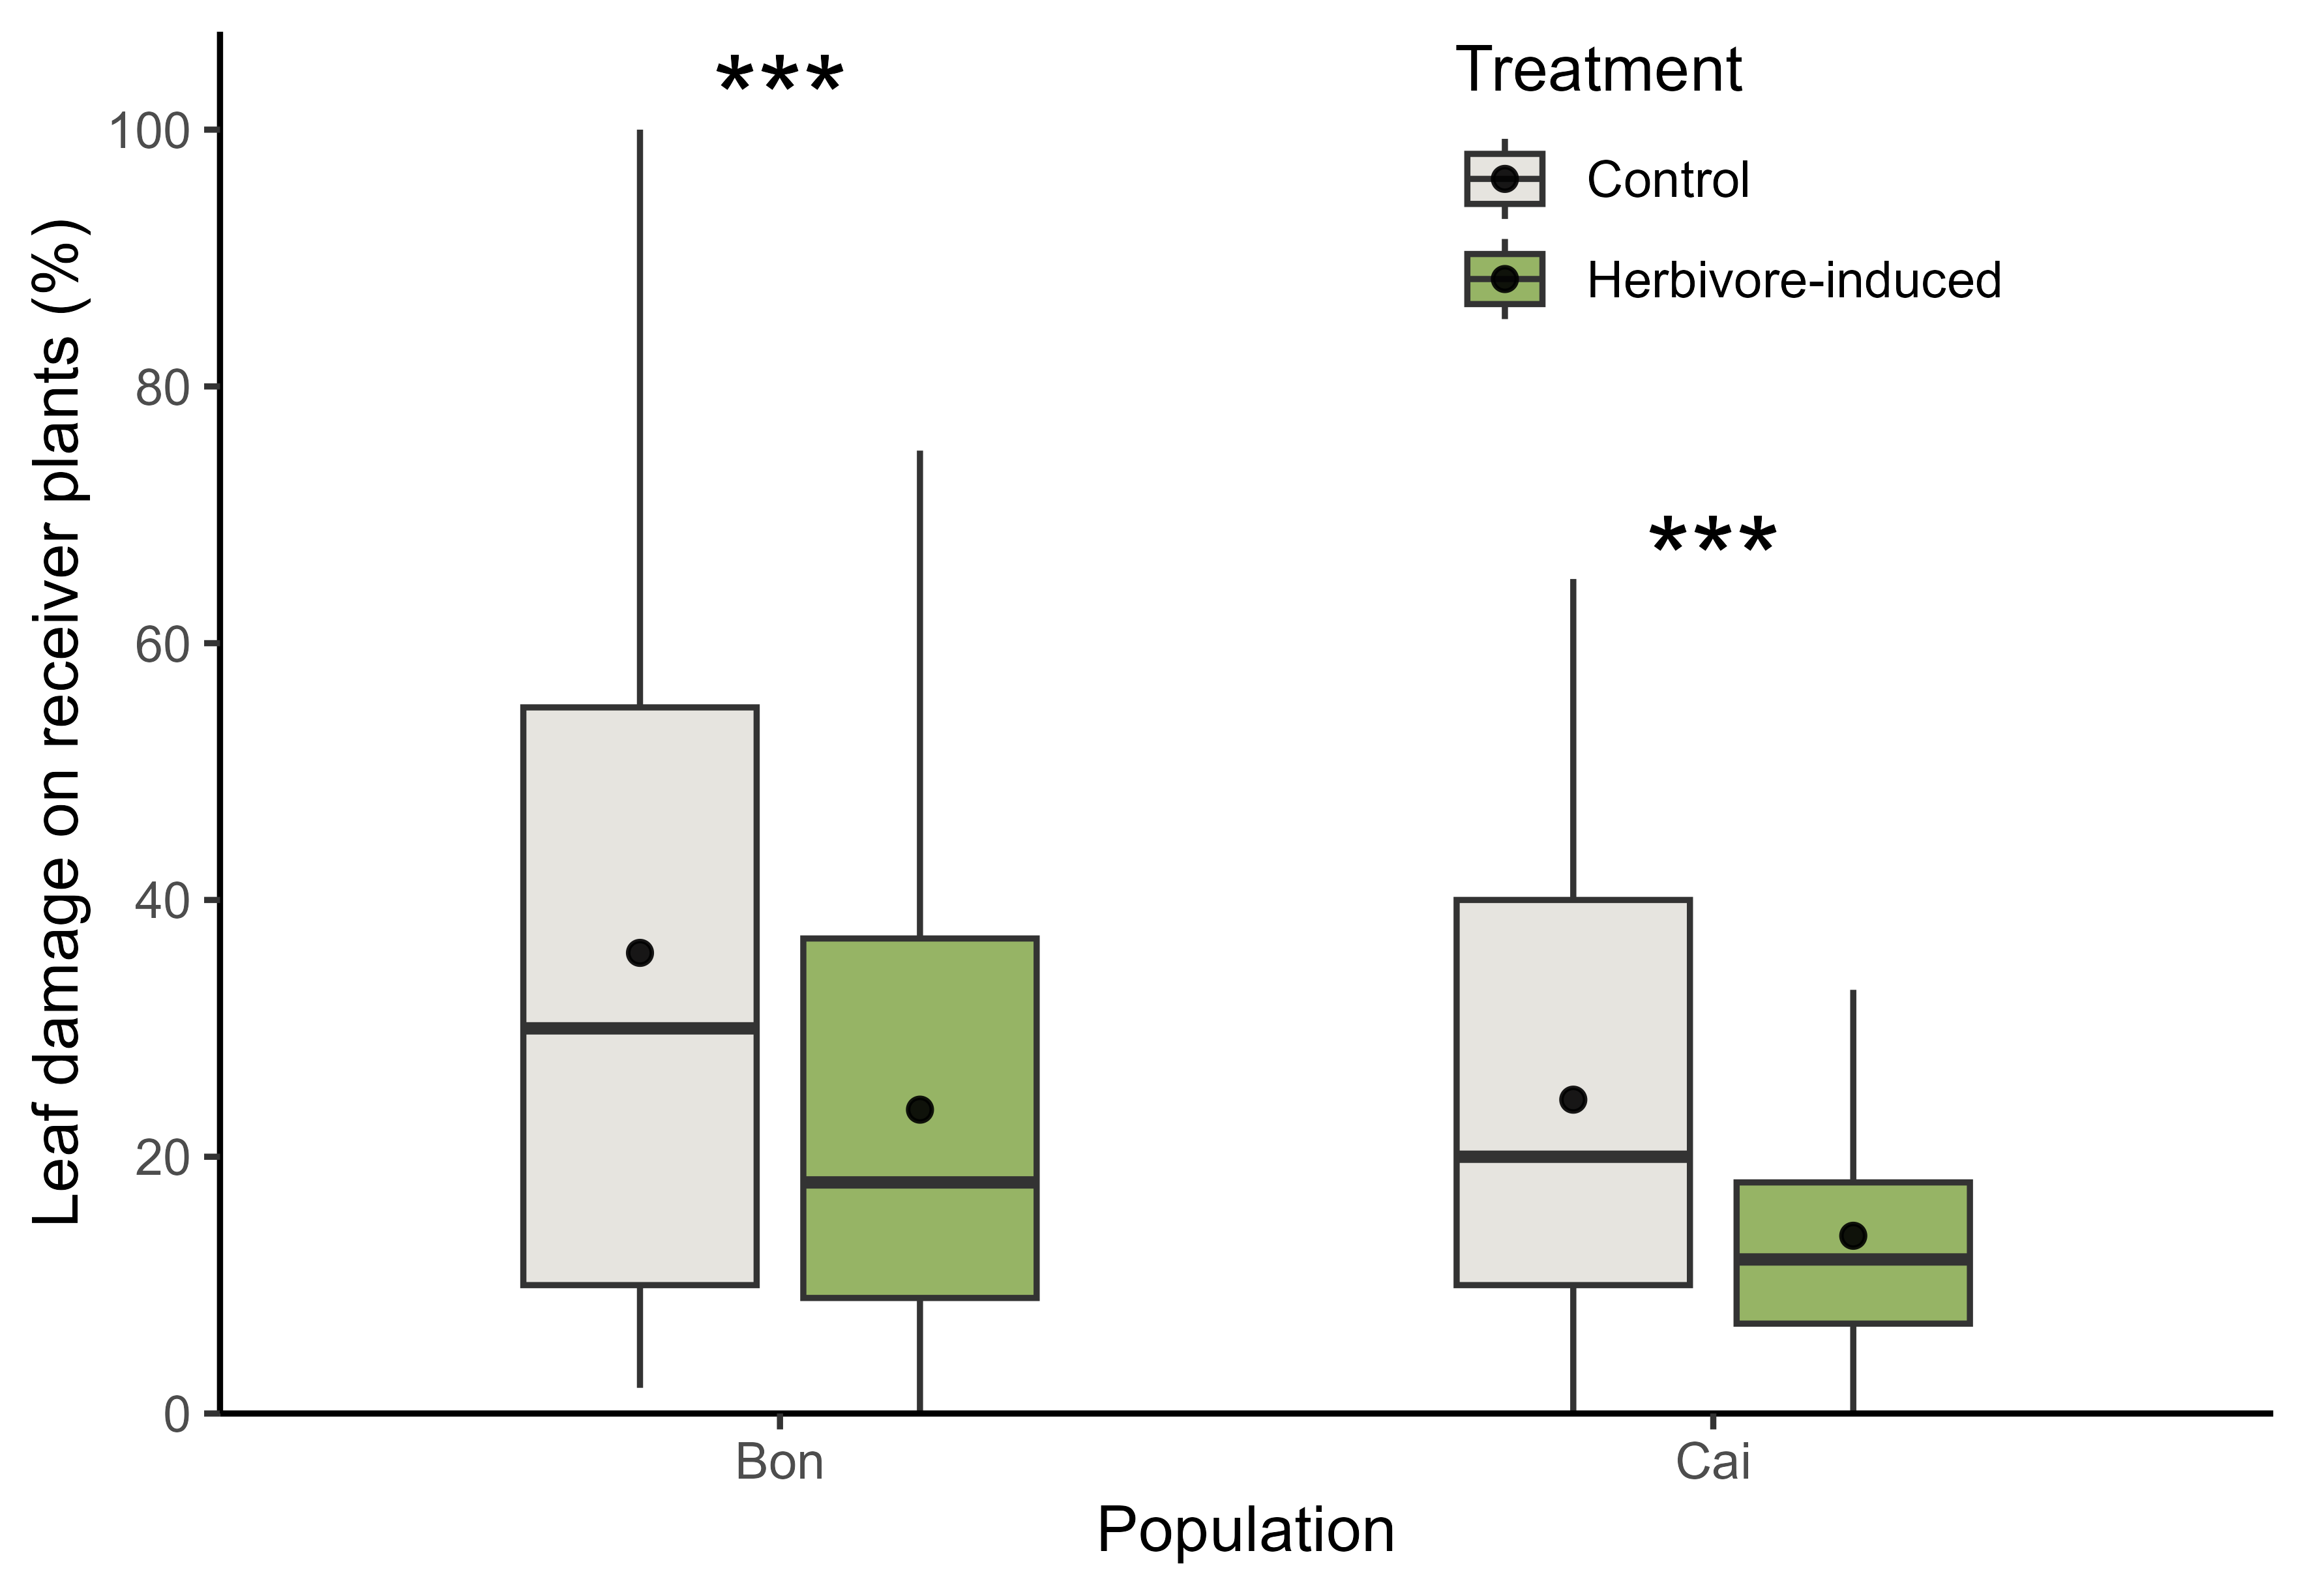 Leaf damage on receiver plants (%)
100
80
60
40
20
0
***
***
Treatment
Control
Herbivore-induced
Bon
Cai
Population